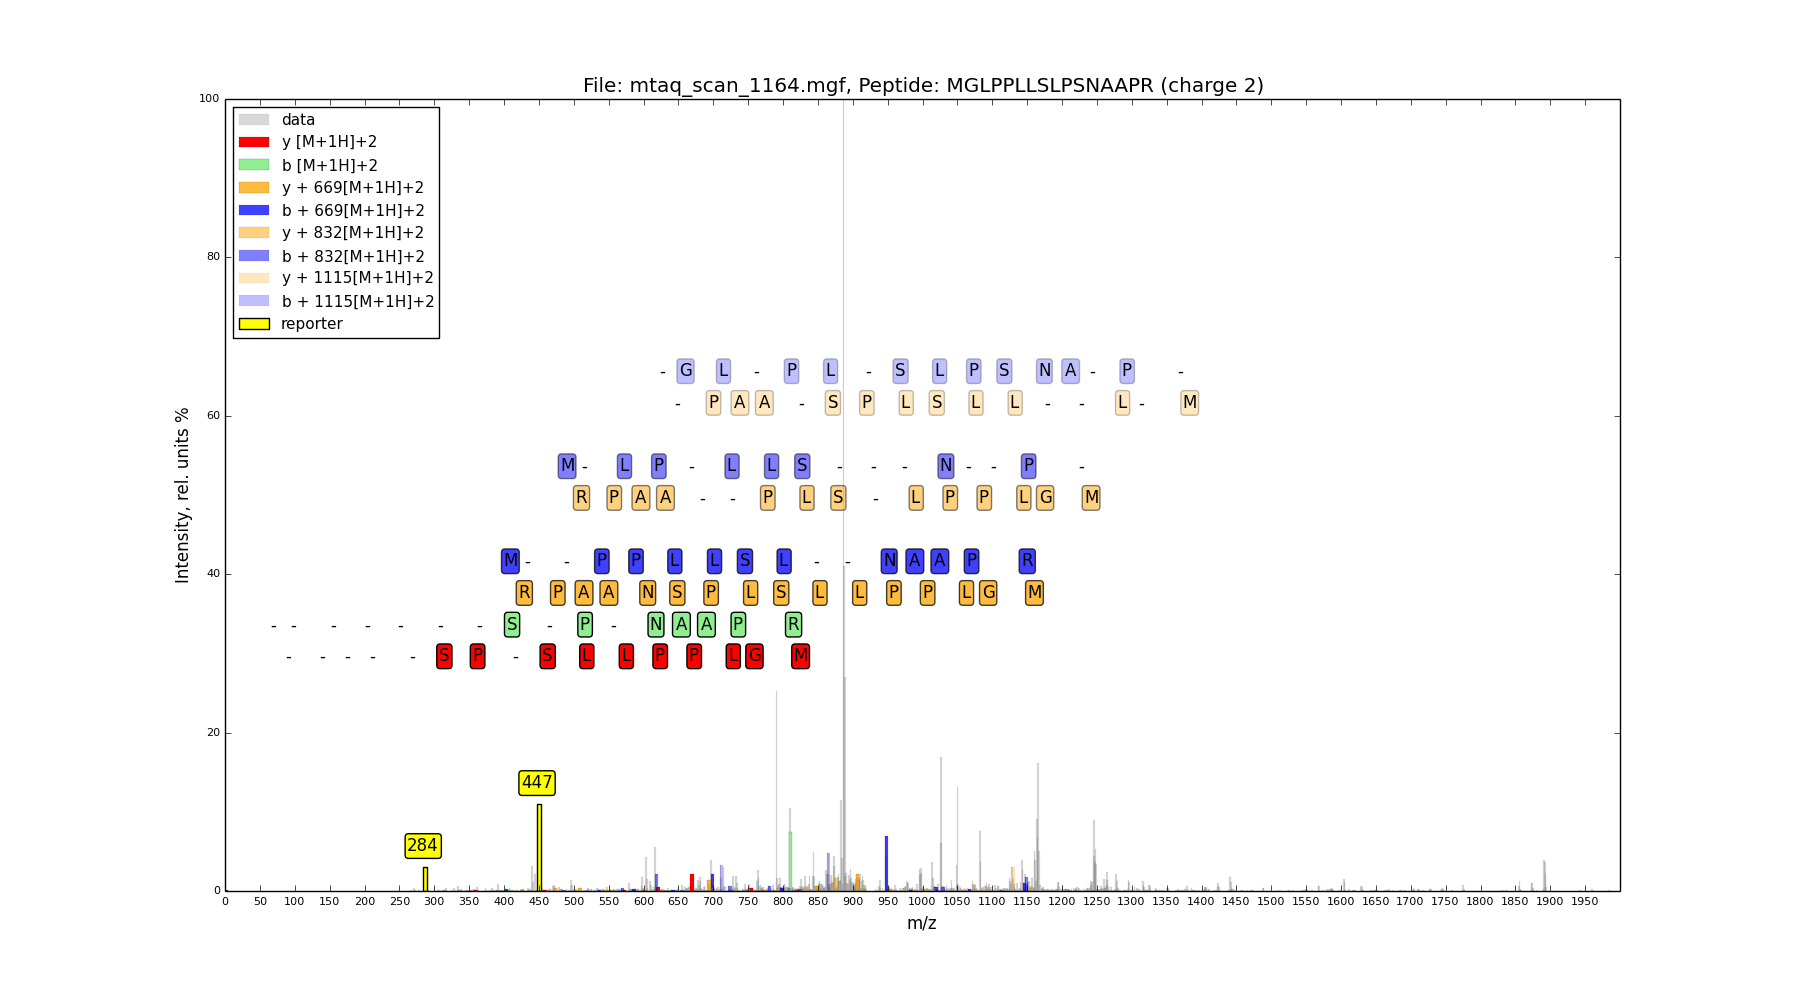 File: mtaq_scan_1164.mgf, Peptide: MGLPPLLSLPSNAAPR (charge 2)
100
80
60
40
20
0
Intensity, rel. units %
data
y [M+1H]+2
b [M+1H]+2
y + 669[M+1H]+2
b + 669[M+1H]+2
y + 832[M+1H]+2
b + 832[M+1H]+2
y + 1115[M+1H]+2
b + 1115[M+1H]+2
reporter
- G L - P L - S L P S N A - P -
- P A A - S P L S L L - - L - M
M - L P - L L S - - - N - - P -
R P A A - - P L S - L P P L G M
M - - P P L L S L - - N A A P R
R P A A N S P L S L L P P L G M
- - - - - - - S - P - N A A P R
- - - - - S P - S L L P P L G M
447
284
0 50 100 150 200 250 300 350 400 450 500 550 600 650 700 750 800 850 900 950 1000 1050 1100 1150 1200 1250 1300 1350 1400 1450 1500 1550 1600 1650 1700 1750 1800 1850 1900 1950
m/z